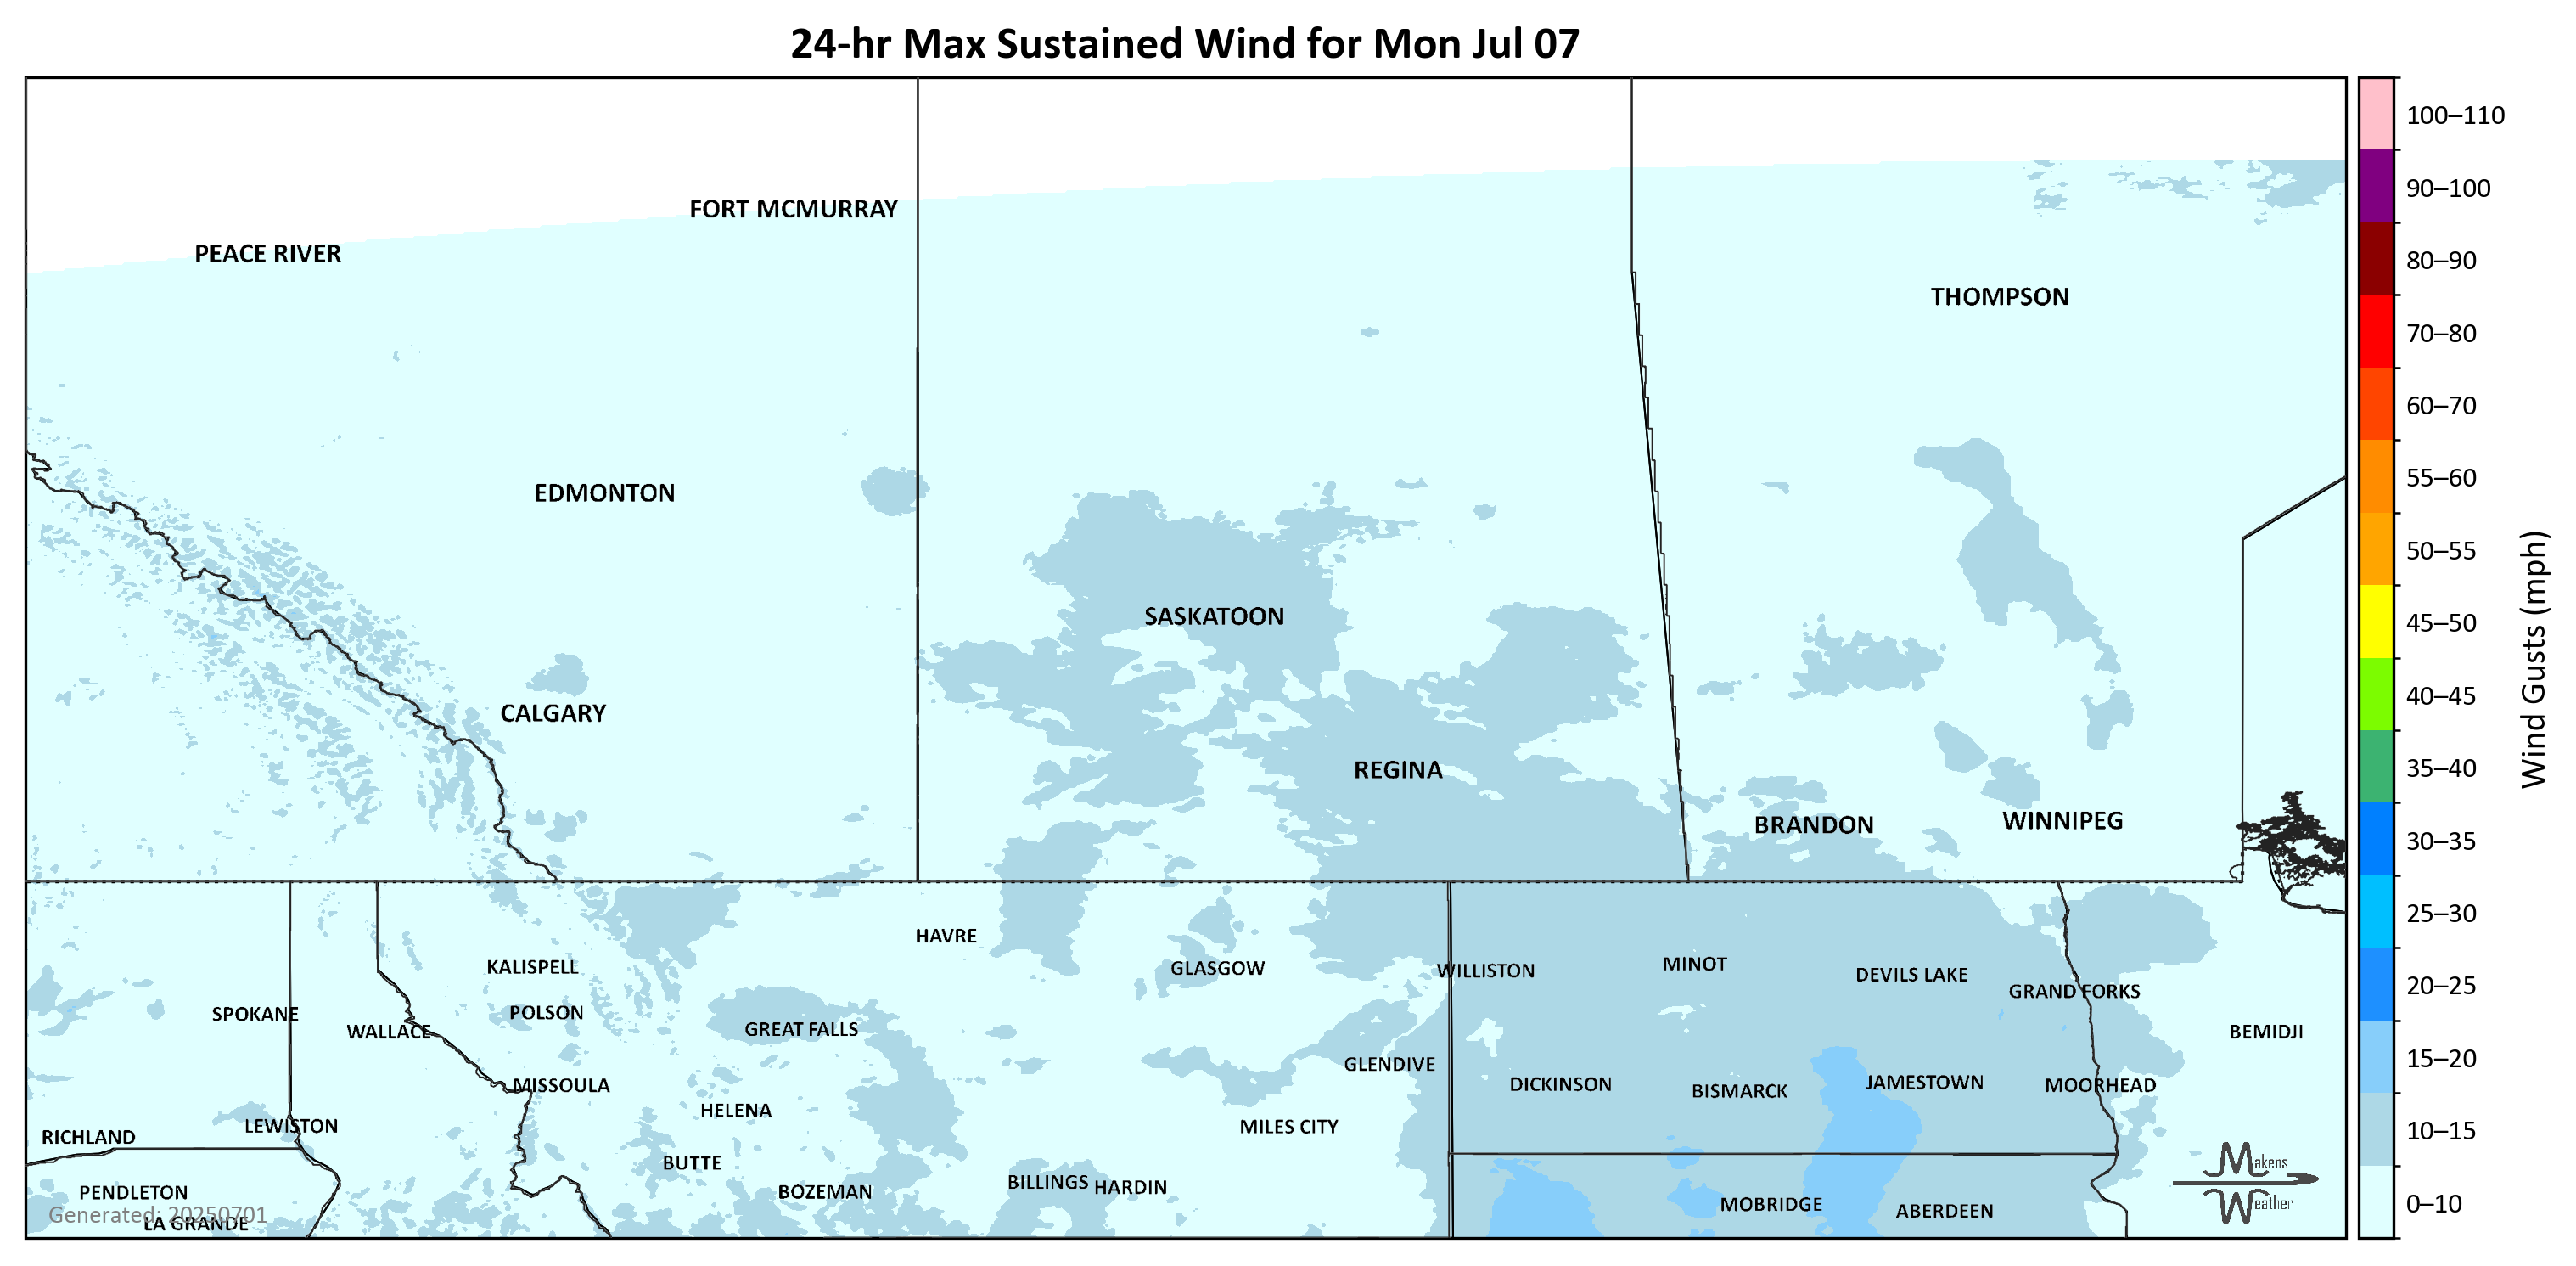 24-hr Max Sustained Wind for Mon Jul 07
100–110
90–100
80–90
70–80
60–70
55–60
50–55
45–50
40–45
35–40
30–35
25–30
20–25
15–20
10–15
0–10
Wind Gusts (mph)
FORT MCMURRAY
PEACE RIVER
THOMPSON
EDMONTON
SASKATOON
CALGARY
REGINA
BRANDON
WINNIPEG
HAVRE
KALISPELL
GLASGOW
WILLISTON
MINOT
DEVILS LAKE
GRAND FORKS
SPOKANE
POLSON
WALLACE
GREAT FALLS
BEMIDJI
GLENDIVE
MISSOULA
DICKINSON
BISMARCK
JAMESTOWN
MOORHEAD
HELENA
LEWISTON
MILES CITY
RICHLAND
BUTTE
BILLINGS
HARDIN
PENDLETON
BOZEMAN
MOBRIDGE
ABERDEEN
Generated: 20250701
LA GRANDE
Makens
Weather